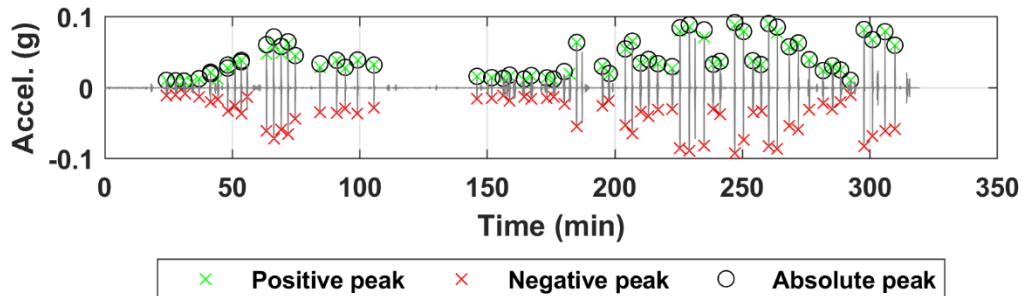 Accel. (g)
0.1
0
-0.1
0 50 100 150 200 250 300 350
Time (min)
Positive peak Negative peak Absolute peak